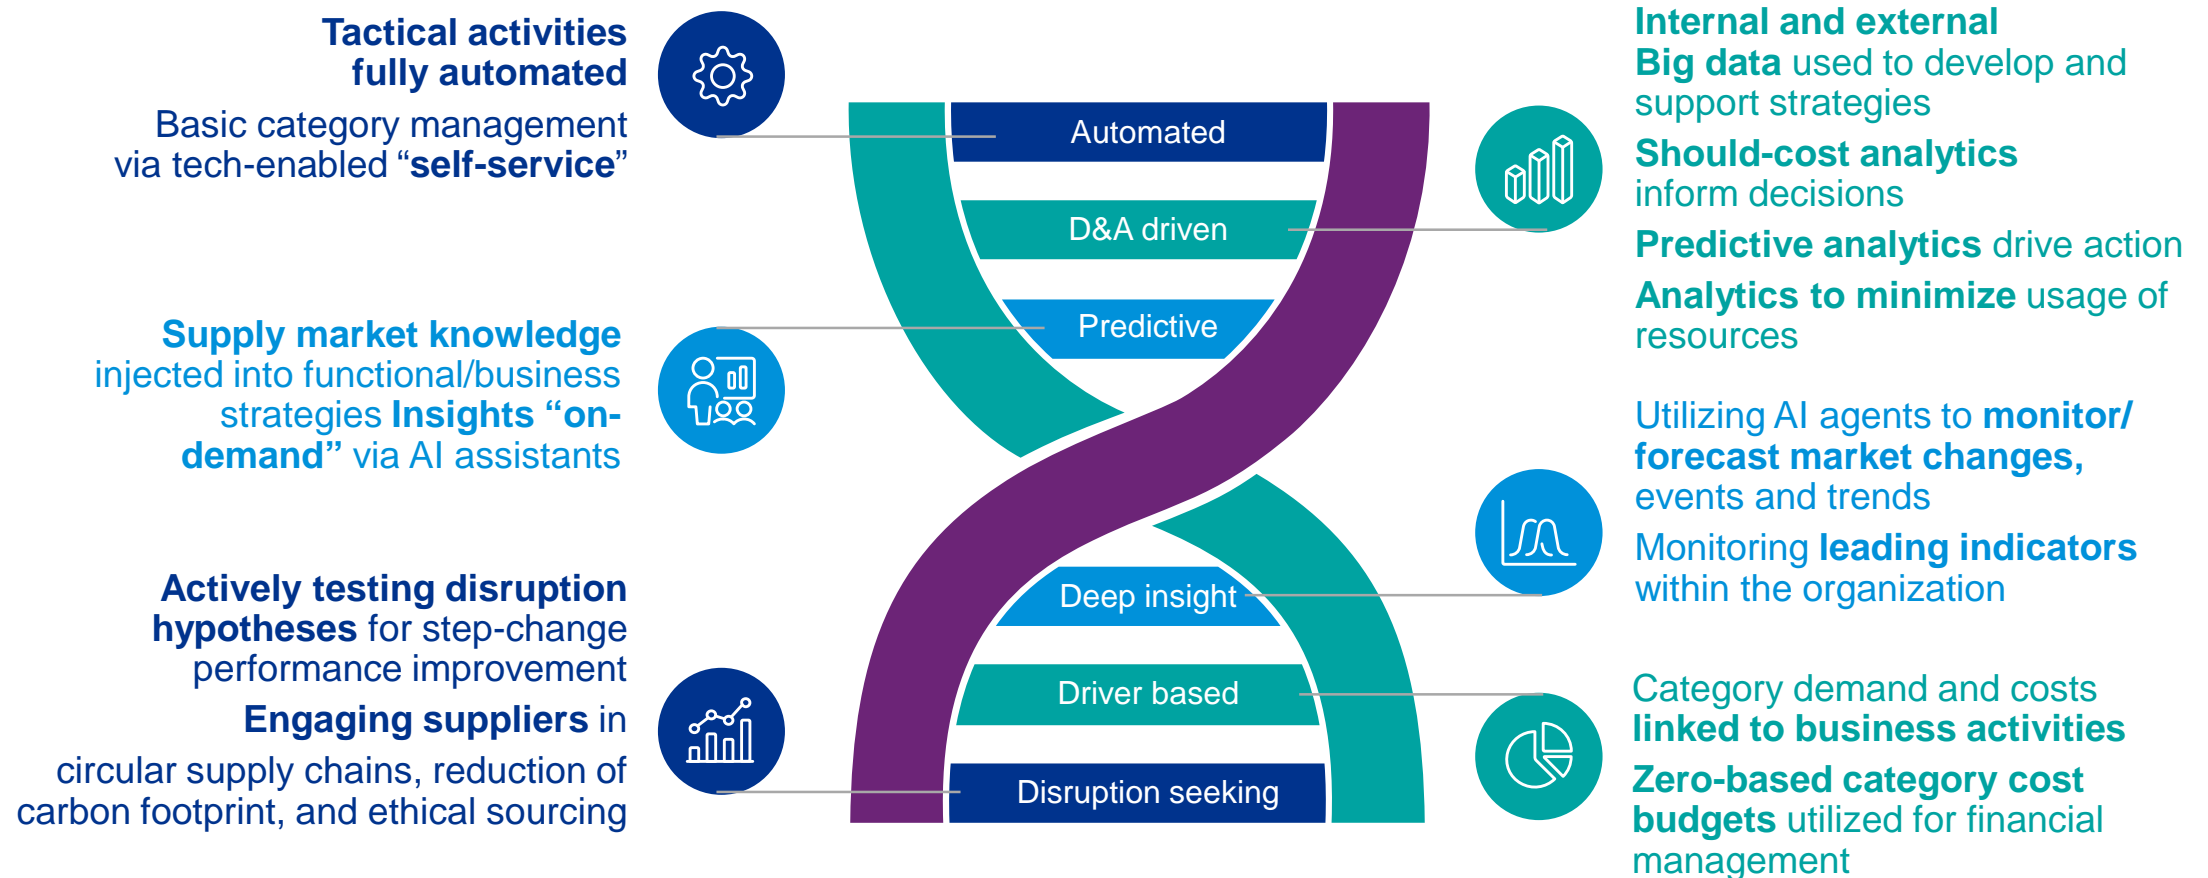 Tactical activities
fully automated
Basic category management
via tech-enabled “self-service”
Supply market knowledge
injected into functional/business
strategies Insights “on-
demand” via AI assistants
Actively testing disruption
hypotheses for step-change
performance improvement
Engaging suppliers in
circular supply chains, reduction of
carbon footprint, and ethical sourcing
Automated
D&A driven
Predictive
Deep insight
Driver based
Disruption seeking
Internal and external
Big data used to develop and
support strategies
Should-cost analytics
inform decisions
Predictive analytics drive action
Analytics to minimize usage of
resources
Utilizing AI agents to monitor/
forecast market changes,
events and trends
Monitoring leading indicators
within the organization
Category demand and costs
linked to business activities
Zero-based category cost
budgets utilized for financial
management